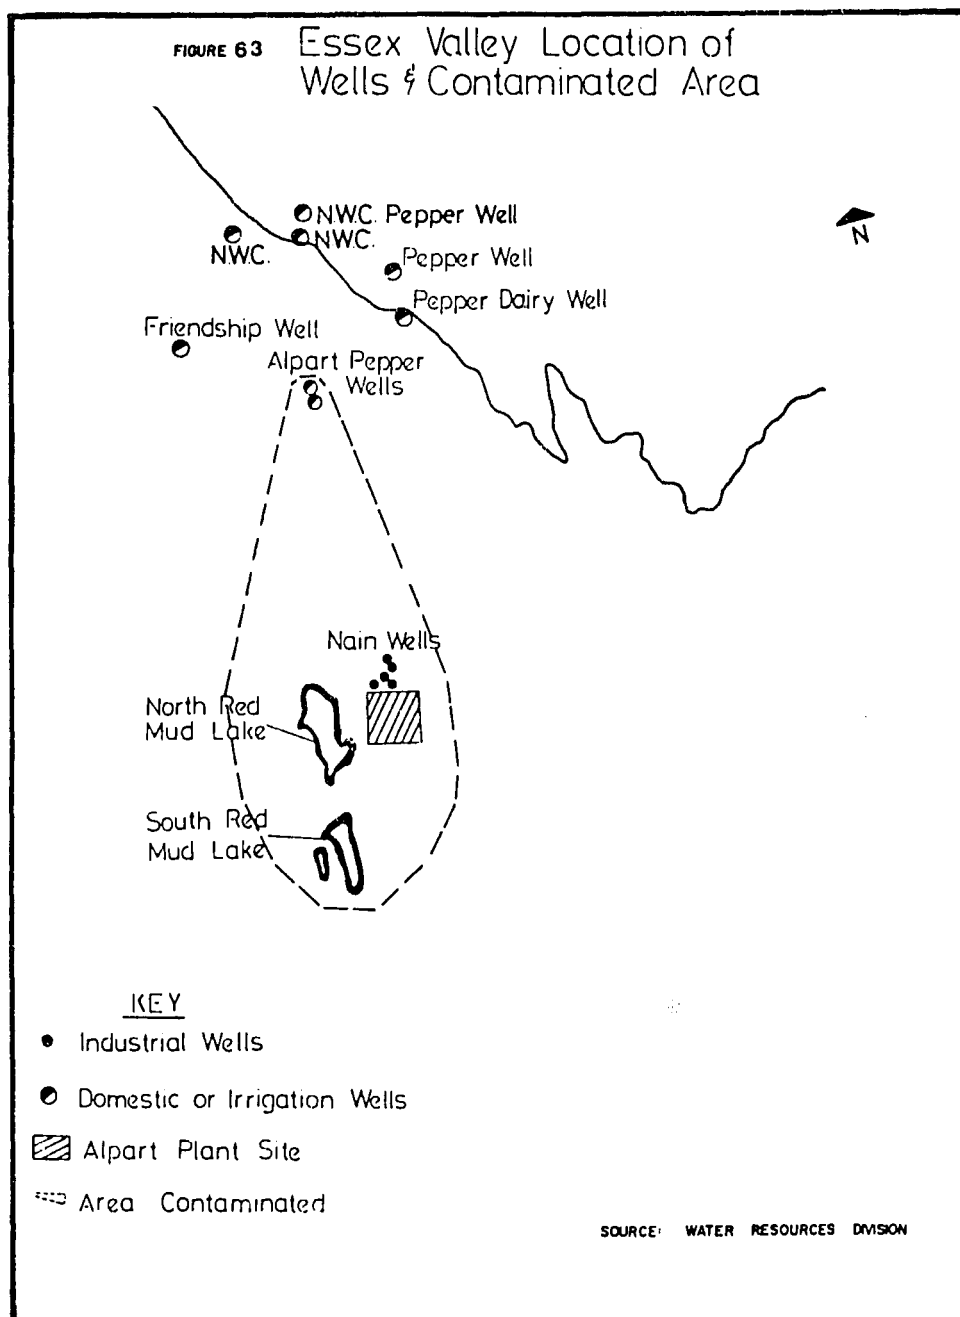 FIGURE 63
Essex Valley Location of
Wells & Contaminated Area
N.W.C. Pepper Well
N.W.C.
N.W.C.
Pepper Well
N
Pepper Dairy Well
Friendship Well
Alpart Pepper
Wells
Nain Wells
North Red
Mud Lake
South Red
Mud Lake
KEY
Industrial Wells
Domestic or Irrigation Wells
Alpart Plant Site
Area Contaminated
SOURCE: WATER RESOURCES DIVISION